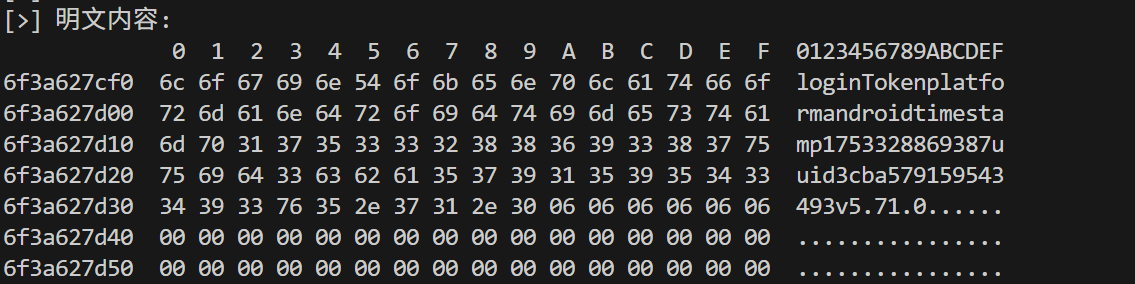 [>] 明文内容:
0 1 2 3 4 5 6 7 8 9 A B C D E F 0123456789ABCDEF
6f3a627cf0 6c 6f 67 69 6e 54 6f 6b 65 6e 70 6c 61 74 66 6f loginTokenplatfo
6f3a627d00 72 6d 61 6e 64 72 6f 69 64 74 69 6d 65 73 74 61 rmandroidtimesta
6f3a627d10 6d 70 31 37 35 33 33 32 38 38 36 39 33 38 37 75 mp1753328869387u
6f3a627d20 75 69 64 33 63 62 61 35 37 39 31 35 39 35 34 33 uid3cba579159543
6f3a627d30 34 39 33 76 35 2e 37 31 2e 30 06 06 06 06 06 06 493v5.71.0......
6f3a627d40 00 00 00 00 00 00 00 00 00 00 00 00 00 00 00 00 ................
6f3a627d50 00 00 00 00 00 00 00 00 00 00 00 00 00 00 00 00 ................